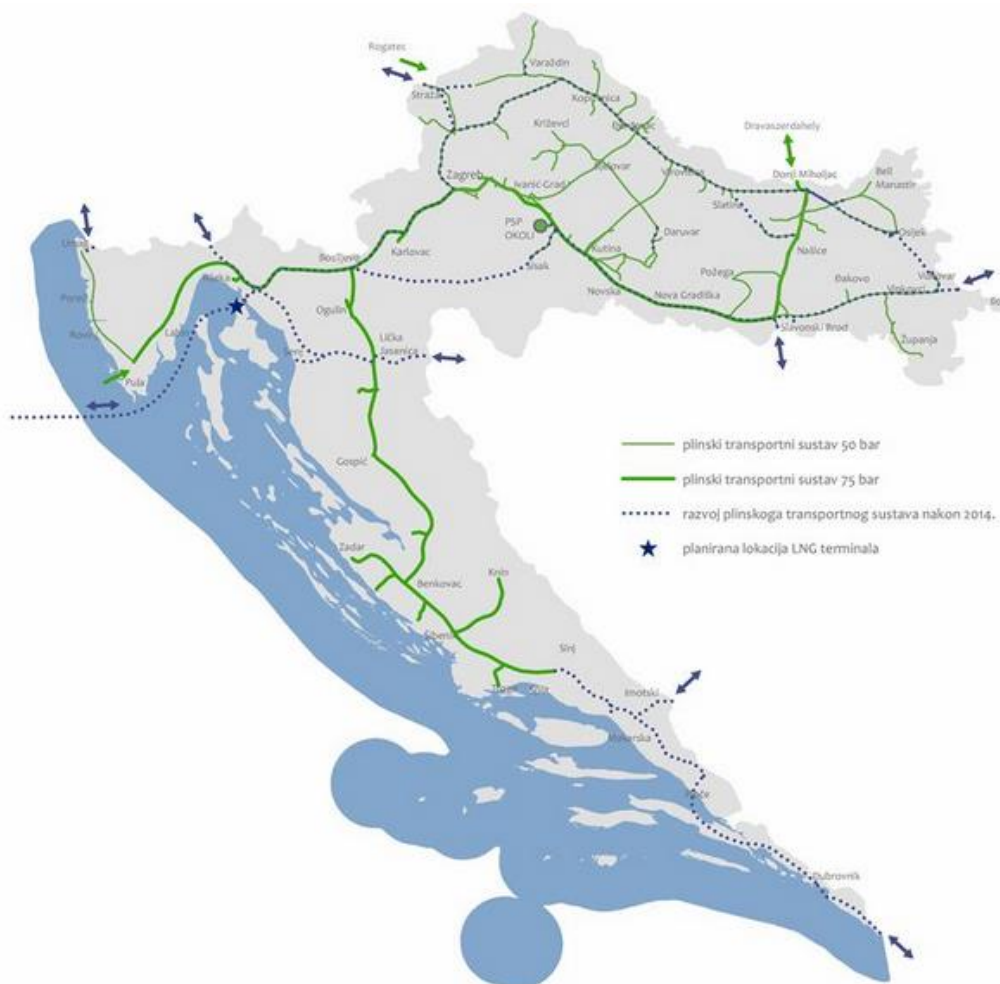 Rogatec
Varaždin
Straža
Koprivnica
Križevci
Dravaszerdahely
Zagreb
Ivanić-Grad
Bjelovar
Virovitica
Donji Miholjac
Beli
Manastir
Slatina
PSP
OKOLI
Daruvar
Osijek
Umag
Karlovac
Kutina
Našice
Bosiljevo
Sisak
Požega
Đakovo
Vukovar
Rijeka
Vinkovci
Novska
Nova Gradiška
Poreč
Ogulin
Slavonski Brod
Rovinj
Labin
Lička
Jasenica
Senj
Županja
Pula
plinski transportni sustav 50 bar
Gospić
plinski transportni sustav 75 bar
razvoj plinskoga transportnog sustava nakon 2014.
Zadar
planirana lokacija LNG terminala
Knin
Benkovac
Šibenik
Sinj
Split
Imotski
Makarska
Ploče
Dubrovnik